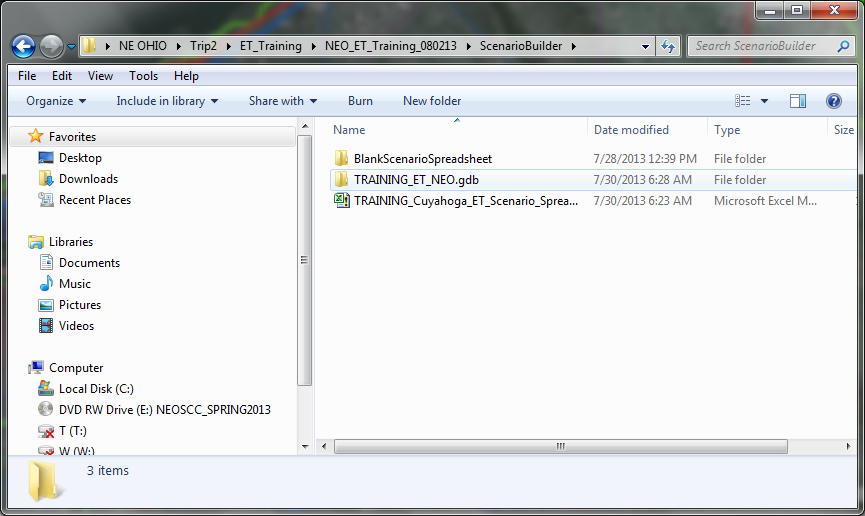 NE OHIO Trip2 ET_Training NEO_ET_Training_080213 ScenarioBuilder Search ScenarioBuilder
File Edit View Tools Help
Organize Include in library Share with Burn New folder
Name Date modified Type Size
Favorites
Desktop
Downloads
Recent Places
Libraries
Documents
Music
Pictures
Videos
Computer
Local Disk (C:)
DVD RW Drive (E:) NEOSCC_SPRING2013
T (T:)
W (W:)
BlankScenarioSpreadsheet 7/28/2013 12:39 PM File folder
TRAINING_ET_NEO.gdb 7/30/2013 6:28 AM File folder
TRAINING_Cuyahoga_ET_Scenario_Sprea... 7/30/2013 6:23 AM Microsoft Excel M...
3 items